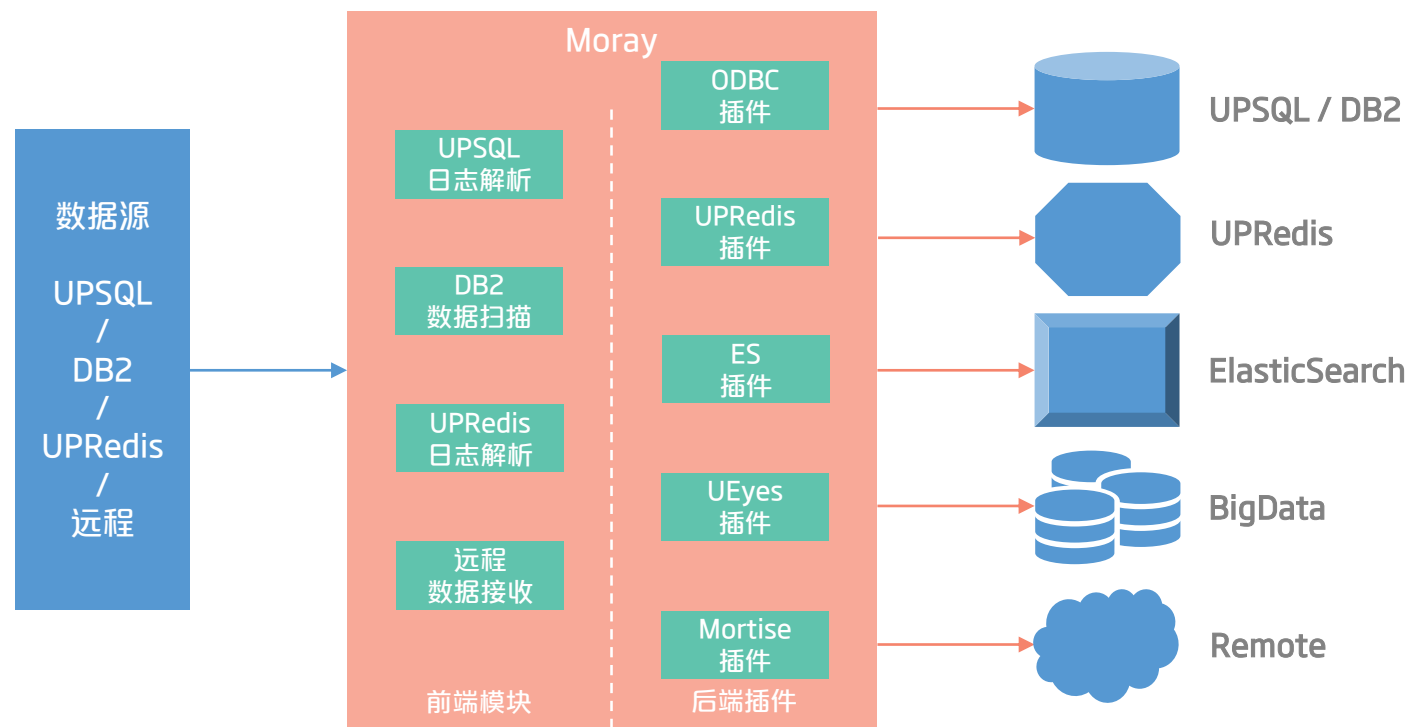 数据源
UPSQL
/
DB2
/
UPRedis
/
远程
Moray
UPSQL
日志解析
DB2
数据扫描
UPRedis
日志解析
远程
数据接收
前端模块
ODBC
插件
UPRedis
插件
ES
插件
UEyes
插件
Mortise
插件
后端插件
UPSQL / DB2
UPRedis
ElasticSearch
BigData
Remote